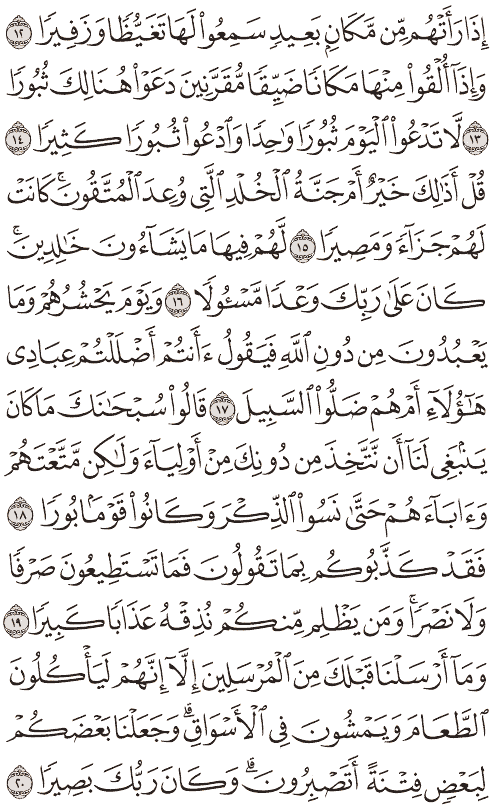 إِذَا رَأَتْهُم مِّن مَّكَانٍۭ بَعِيدٍ سَمِعُوا۟ لَهَا تَغَيُّظًا وَزَفِيرًا ١٢
وَإِذَآ أُلْقُوا۟ مِنْهَا مَكَانًا ضَيِّقًا مُّقَرَّنِينَ دَعَوْا۟ هُنَالِكَ ثُبُورًا
١٣ لَّا تَدْعُوا۟ ٱلْيَوْمَ ثُبُورًا وَٰحِدًا وَٱدْعُوا۟ ثُبُورًا كَثِيرًا ١٤
قُلْ أَذَٰلِكَ خَيْرٌ أَمْ جَنَّةُ ٱلْخُلْدِ ٱلَّتِى وُعِدَ ٱلْمُتَّقُونَ ۚ كَانَتْ
لَهُمْ جَزَآءً وَمَصِيرًا ١٥ لَّهُمْ فِيهَا مَا يَشَآءُونَ خَٰلِدِينَ ۚ
كَانَ عَلَىٰ رَبِّكَ وَعْدًا مَّسْـُٔولًا ١٦ وَيَوْمَ يَحْشُرُهُمْ وَمَا
يَعْبُدُونَ مِن دُونِ ٱللَّهِ فَيَقُولُ ءَأَنتُمْ أَضْلَلْتُمْ عِبَادِى
هَٰٓؤُلَآءِ أَمْ هُمْ ضَلُّوا۟ ٱلسَّبِيلَ ١٧ قَالُوا۟ سُبْحَٰنَكَ مَا كَانَ
يَنۢبَغِى لَنَآ أَن نَّتَّخِذَ مِن دُونِكَ مِنْ أَوْلِيَآءَ وَلَٰكِن مَّتَّعْتَهُمْ
وَءَابَآءَهُمْ حَتَّىٰ نَسُوا۟ ٱلذِّكْرَ وَكَانُوا۟ قَوْمًۢا بُورًا ١٨
فَقَدْ كَذَّبُوكُم بِمَا تَقُولُونَ فَمَا تَسْتَطِيعُونَ صَرْفًا
وَلَا نَصْرًا ۚ وَمَن يَظْلِم مِّنكُمْ نُذِقْهُ عَذَابًا كَبِيرًا ١٩
وَمَآ أَرْسَلْنَا قَبْلَكَ مِنَ ٱلْمُرْسَلِينَ إِلَّآ إِنَّهُمْ لَيَأْكُلُونَ
ٱلطَّعَامَ وَيَمْشُونَ فِى ٱلْأَسْوَاقِ ۗ وَجَعَلْنَا بَعْضَكُمْ
لِبَعْضٍ فِتْنَةً أَتَصْبِرُونَ ۗ وَكَانَ رَبُّكَ بَصِيرًا ٢٠